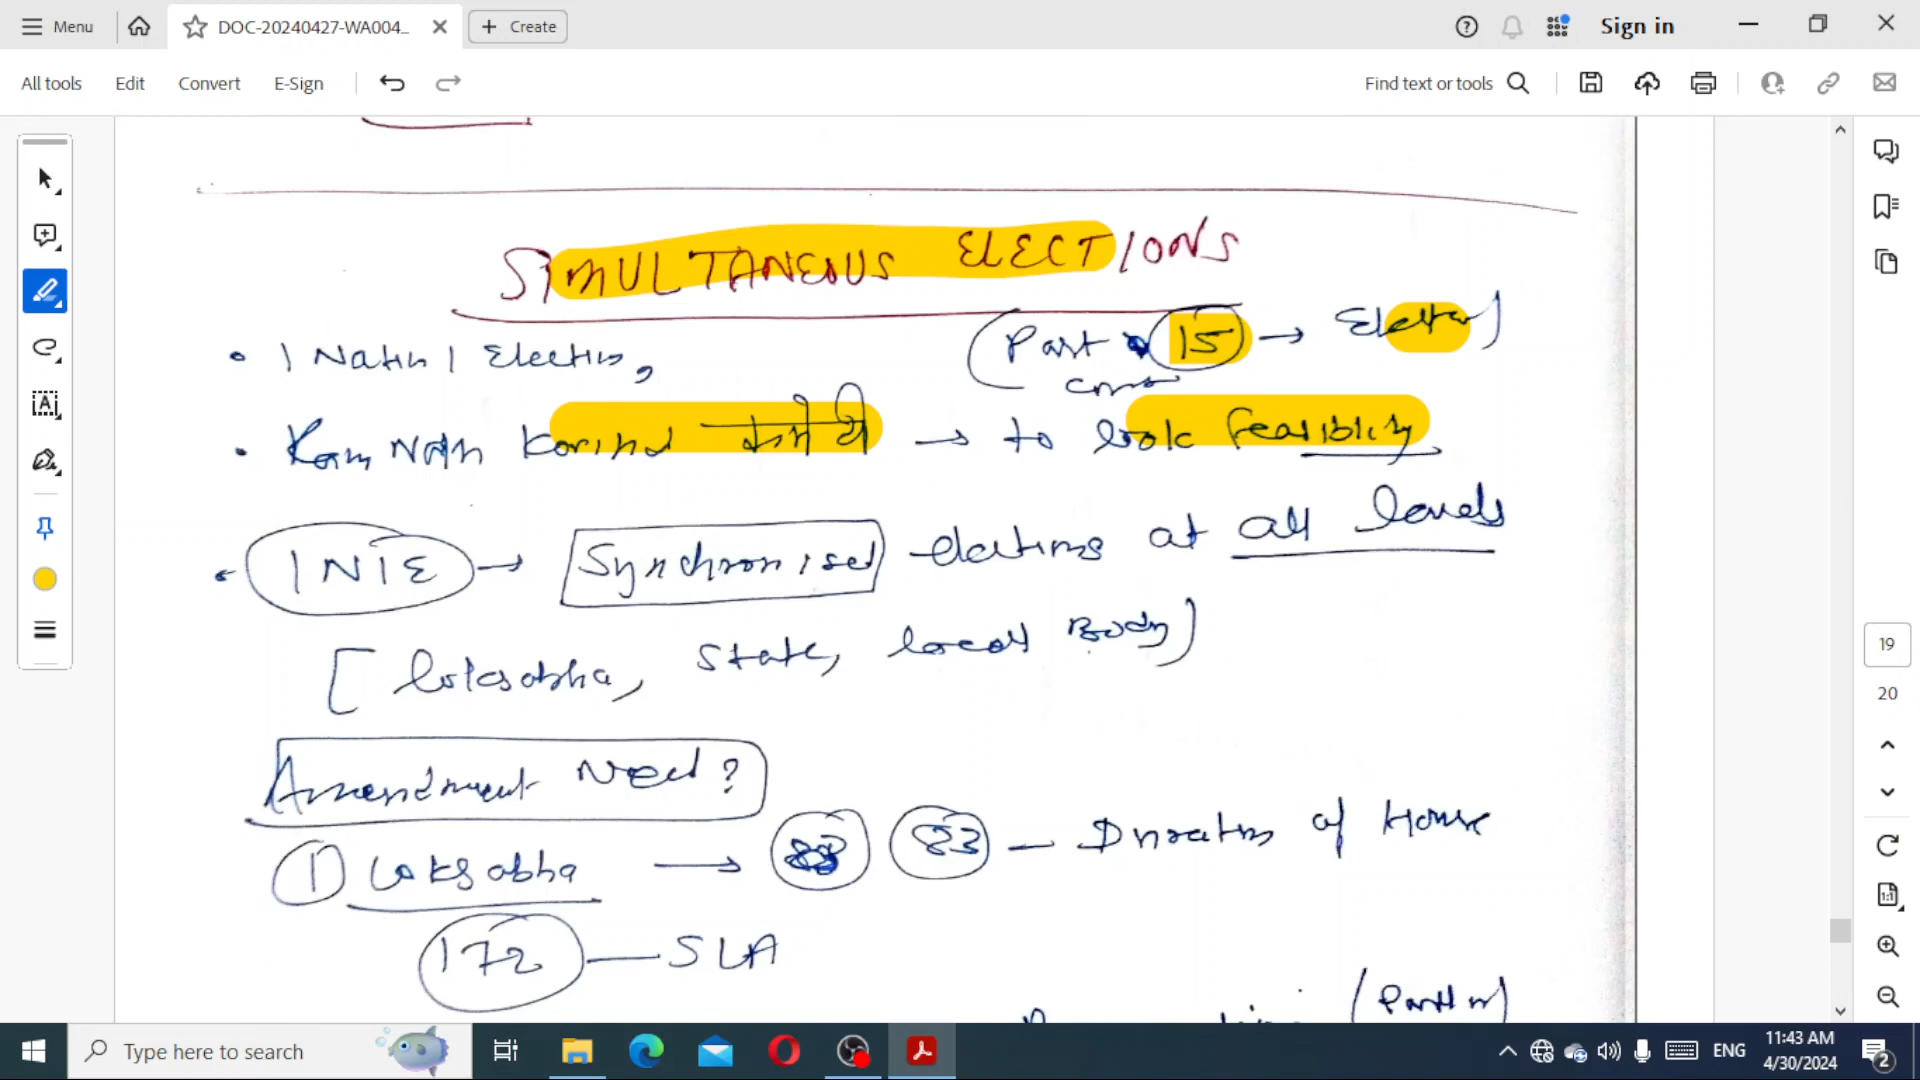 Menu
DOC-20240427-WA004...
Create
Sign in
All tools
Edit
Convert
E-Sign
Find text or tools
SIMULTANEOUS ELECTIONS
• 1 Nation 1 Election,
(Part 15 → Election)
• Ram Nath Kovind कमेटी → to look feasiblity
• 1N1E → Synchronised elections at all levels
[ loksabha, State, local Body]
Amendment Need?
① Loksabha → 83 — Duration of House
172 — SLA
19
20
Type here to search
ENG
11:43 AM
4/30/2024
2